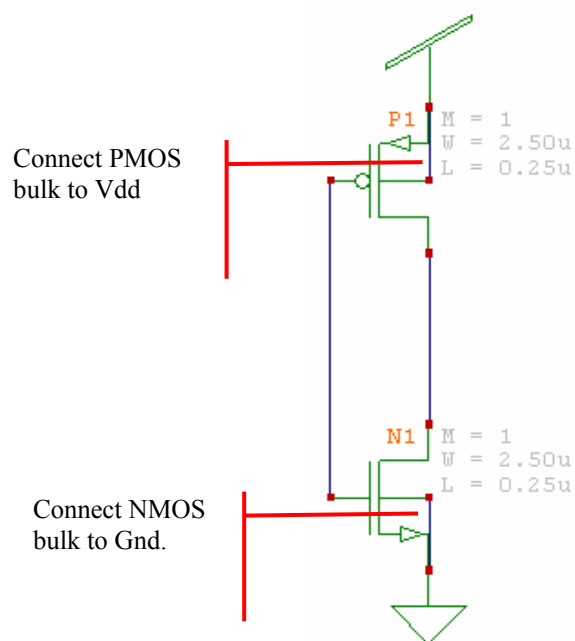 P1
M = 1
W = 2.50u
L = 0.25u
Connect PMOS
bulk to Vdd
N1
M = 1
W = 2.50u
L = 0.25u
Connect NMOS
bulk to Gnd.